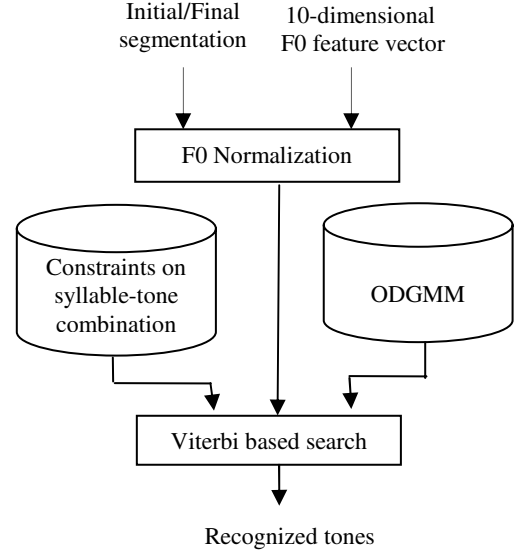 Initial/Final
segmentation
10-dimensional
F0 feature vector
F0 Normalization
Constraints on
syllable-tone
combination
ODGMM
Viterbi based search
Recognized tones